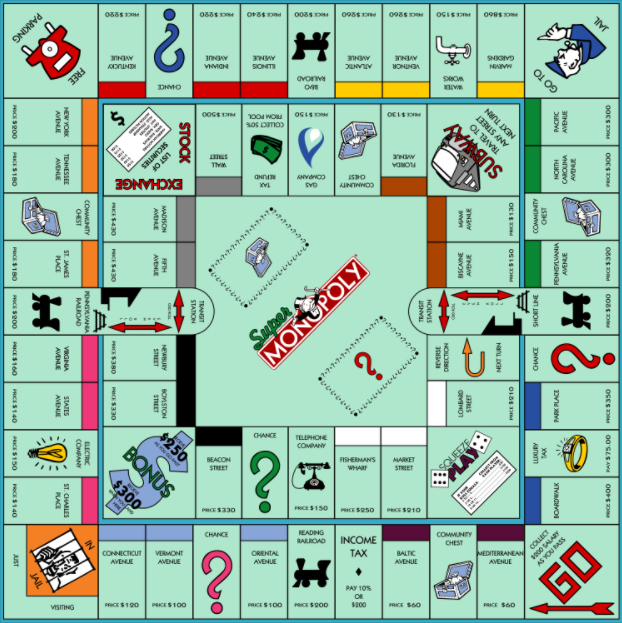 FREE
PARKING
KENTUCKY
AVENUE
PRICE $220
CHANCE
INDIANA
AVENUE
PRICE $220
ILLINOIS
AVENUE
PRICE $240
B&O
RAILROAD
PRICE $200
ATLANTIC
AVENUE
PRICE $260
VENTNOR
AVENUE
PRICE $260
WATER
WORKS
PRICE $150
MARVIN
GARDENS
GO TO
JAIL
NEW YORK
AVENUE
PRICE $200
TENNESSEE
AVENUE
PRICE $180
COMMUNITY
CHEST
ST. JAMES
PLACE
PRICE $180
PENNSYLVANIA
RAILROAD
PRICE $200
VIRGINIA
AVENUE
PRICE $160
STATES
AVENUE
PRICE $140
ELECTRIC
COMPANY
PRICE $150
ST. CHARLES
PLACE
PRICE $140
PACIFIC
AVENUE
PRICE $300
NORTH
CAROLINA
AVENUE
PRICE $300
COMMUNITY
CHEST
PENNSYLVANIA
AVENUE
PRICE $320
SHORT LINE
PRICE $200
CHANCE
PARK PLACE
PRICE $350
LUXURY
TAX
PAY $75.00
BOARDWALK
PRICE $400
$
LIST OF
SECURITIES
STOCK
EXCHANGE
WALL
STREET
PRICE $500
TAX
REFUND
COLLECT 50%
FROM POOL
GAS
COMPANY
PRICE $150
COMMUNITY
CHEST
FLORIDA
AVENUE
PRICE $130
SUBWAY
TRAVEL TO
ANY STREET
NEXT TURN
MADISON
AVENUE
PRICE $430
FIFTH
AVENUE
PRICE $430
TRANSIT
STATION
NEWBURY
STREET
PRICE $380
BOYLSTON
STREET
PRICE $330
MIAMI
AVENUE
PRICE $130
BISCAYNE
AVENUE
PRICE $150
TRANSIT
STATION
REVERSE
DIRECTION
NEXT TURN
LOMBARD
STREET
PRICE $210
Super
MONOPOLY
BONUS
$250
$300
BEACON
STREET
PRICE $330
CHANCE
TELEPHONE
COMPANY
PRICE $150
FISHERMAN'S
WHARF
PRICE $250
MARKET
STREET
PRICE $210
SQUEEZE
PLAY
IN
JAIL
JUST
VISITING
CONNECTICUT
AVENUE
PRICE $120
VERMONT
AVENUE
PRICE $100
CHANCE
ORIENTAL
AVENUE
PRICE $100
READING
RAILROAD
PRICE $200
INCOME
TAX
PAY 10%
OR
$200
BALTIC
AVENUE
PRICE $60
COMMUNITY
CHEST
MEDITERRANEAN
AVENUE
PRICE $60
COLLECT
$200 SALARY
AS YOU PASS
GO